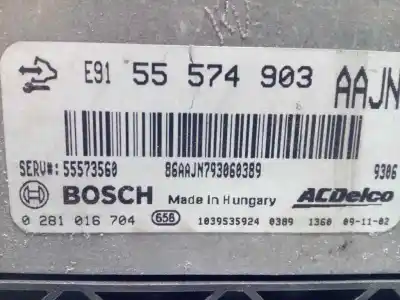 E91 55 574 903 AAJN
SERV#: 55573560 86AAJN793060389 9306
BOSCH Made in Hungary ACDelco
0 281 016 704 656 1039S35924 0389 1360 09-11-02